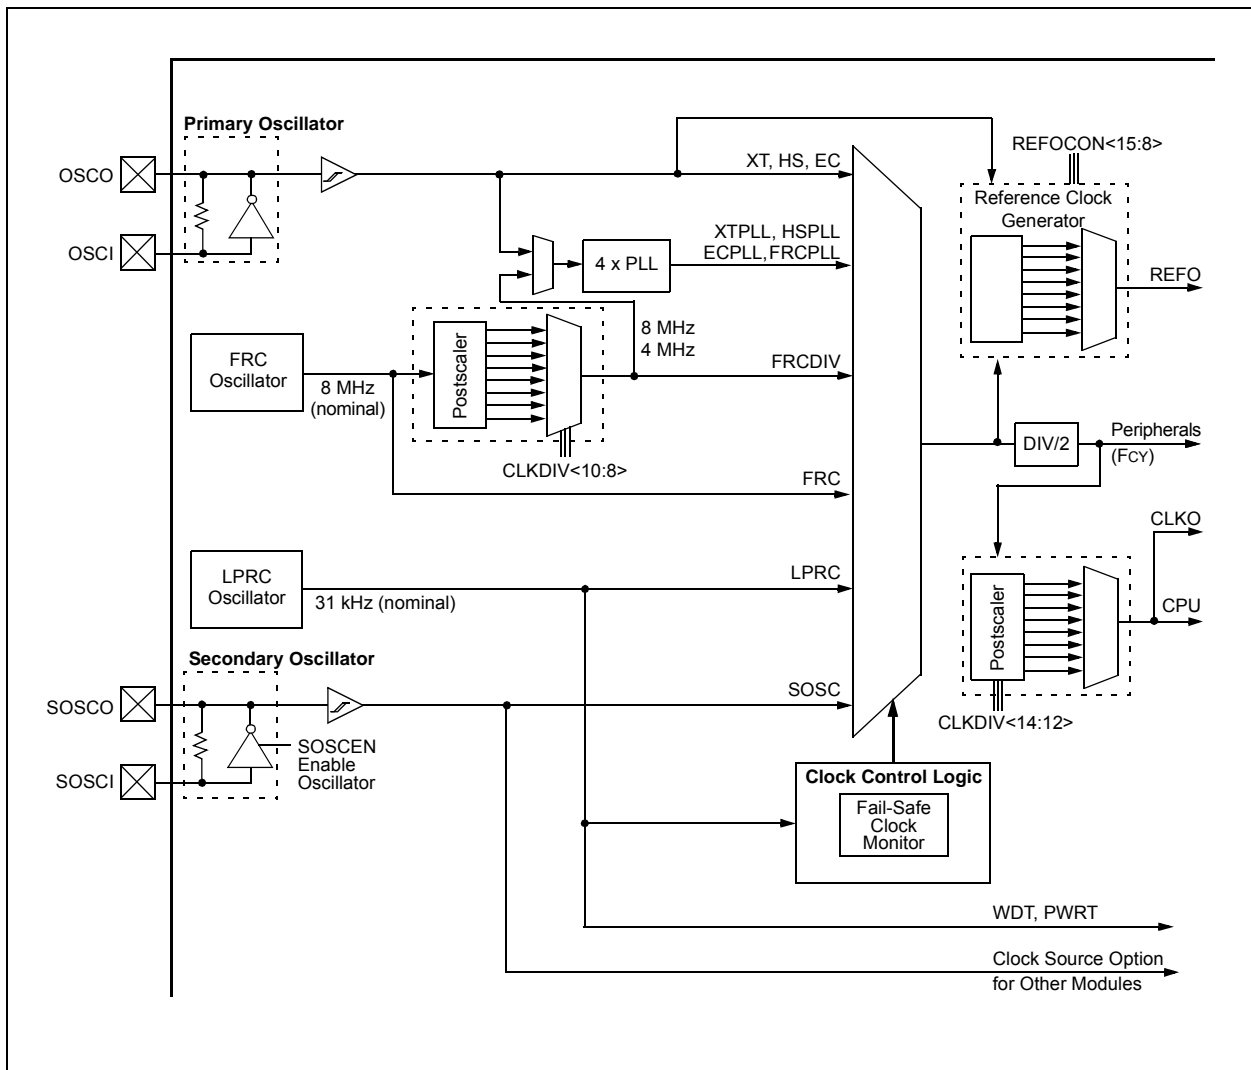 Primary Oscillator
OSCO
OSCI
XT, HS, EC
REFOCON<15:8>
Reference Clock
Generator
REFO
XTPLL, HSPLL
ECPLL,FRCPLL
4 x PLL
8 MHz
4 MHz
FRC
Oscillator
8 MHz
(nominal)
Postscaler
CLKDIV<10:8>
FRCDIV
FRC
DIV/2
Peripherals
(FCY)
CLKO
CPU
Postscaler
CLKDIV<14:12>
LPRC
Oscillator
31 kHz (nominal)
LPRC
Secondary Oscillator
SOSCO
SOSCI
SOSCEN
Enable
Oscillator
SOSC
Clock Control Logic
Fail-Safe
Clock
Monitor
WDT, PWRT
Clock Source Option
for Other Modules